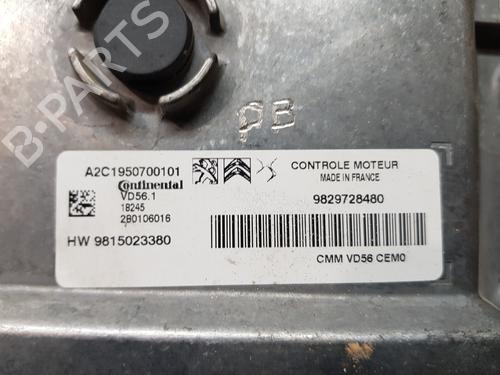 B-PARTS
PB
A2C1950700101
Continental
VD56.1
18245
2B0106016
HW 9815023380
CONTROLE MOTEUR
MADE IN FRANCE
9829728480
CMM VD56 CEM0